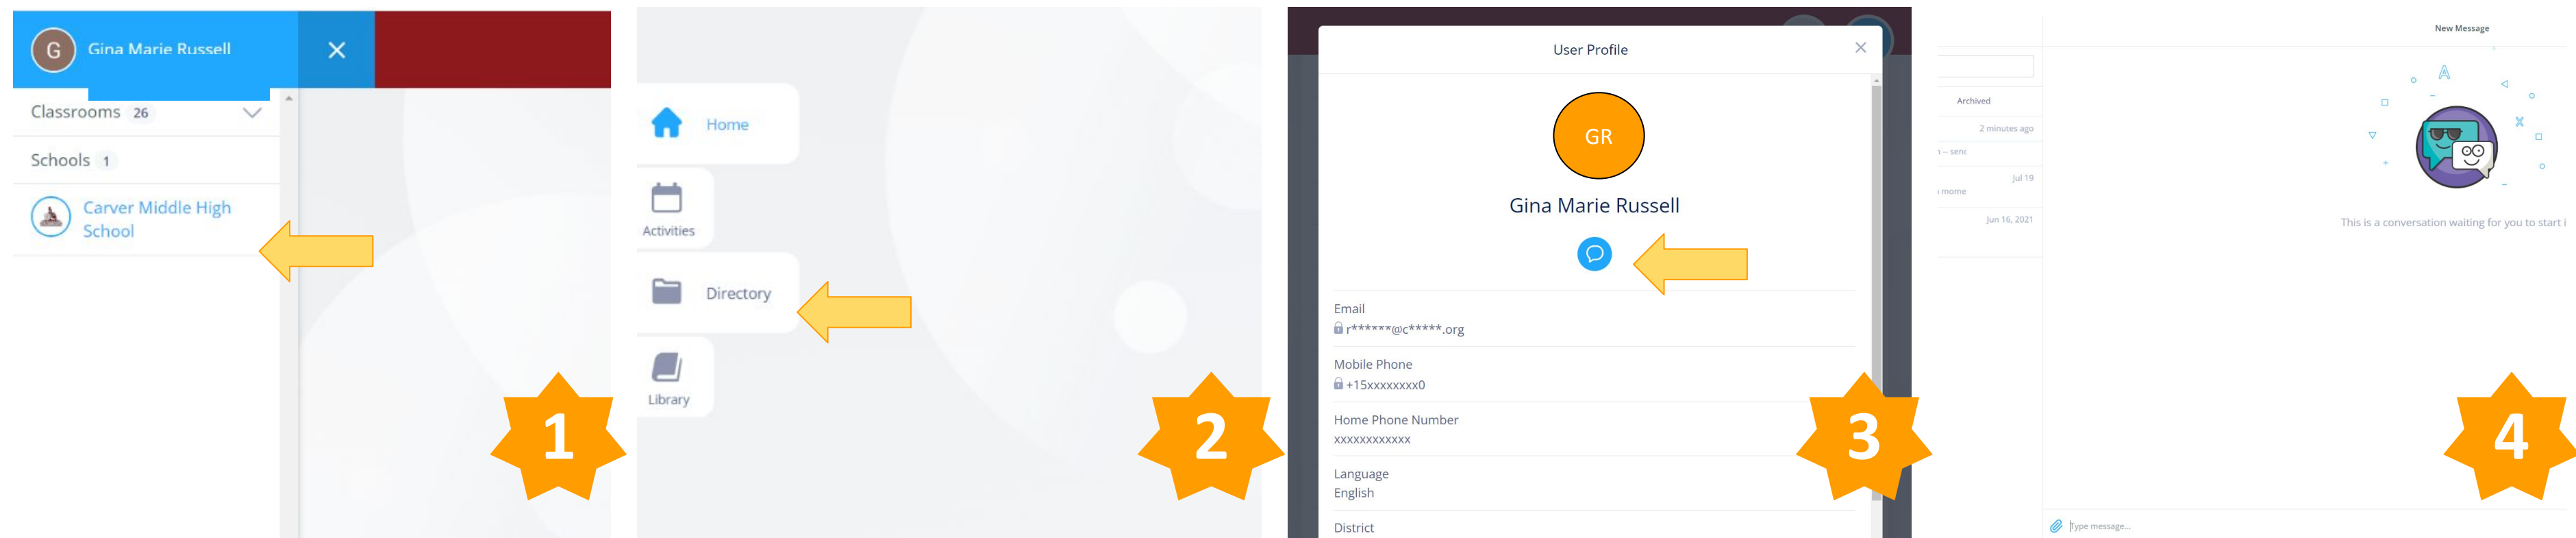 G
Gina Marie Russell
Classrooms 26
Schools 1
Carver Middle High
School
1
Home
Activities
Directory
Library
2
User Profile
GR
Gina Marie Russell
Email
r******@c*****.org
Mobile Phone
+15xxxxxxxx0
Home Phone Number
xxxxxxxxxxxx
Language
English
District
3
New Message
Archived
2 minutes ago
Jul 19
Jun 16, 2021
This is a conversation waiting for you to start i
Type message...
4